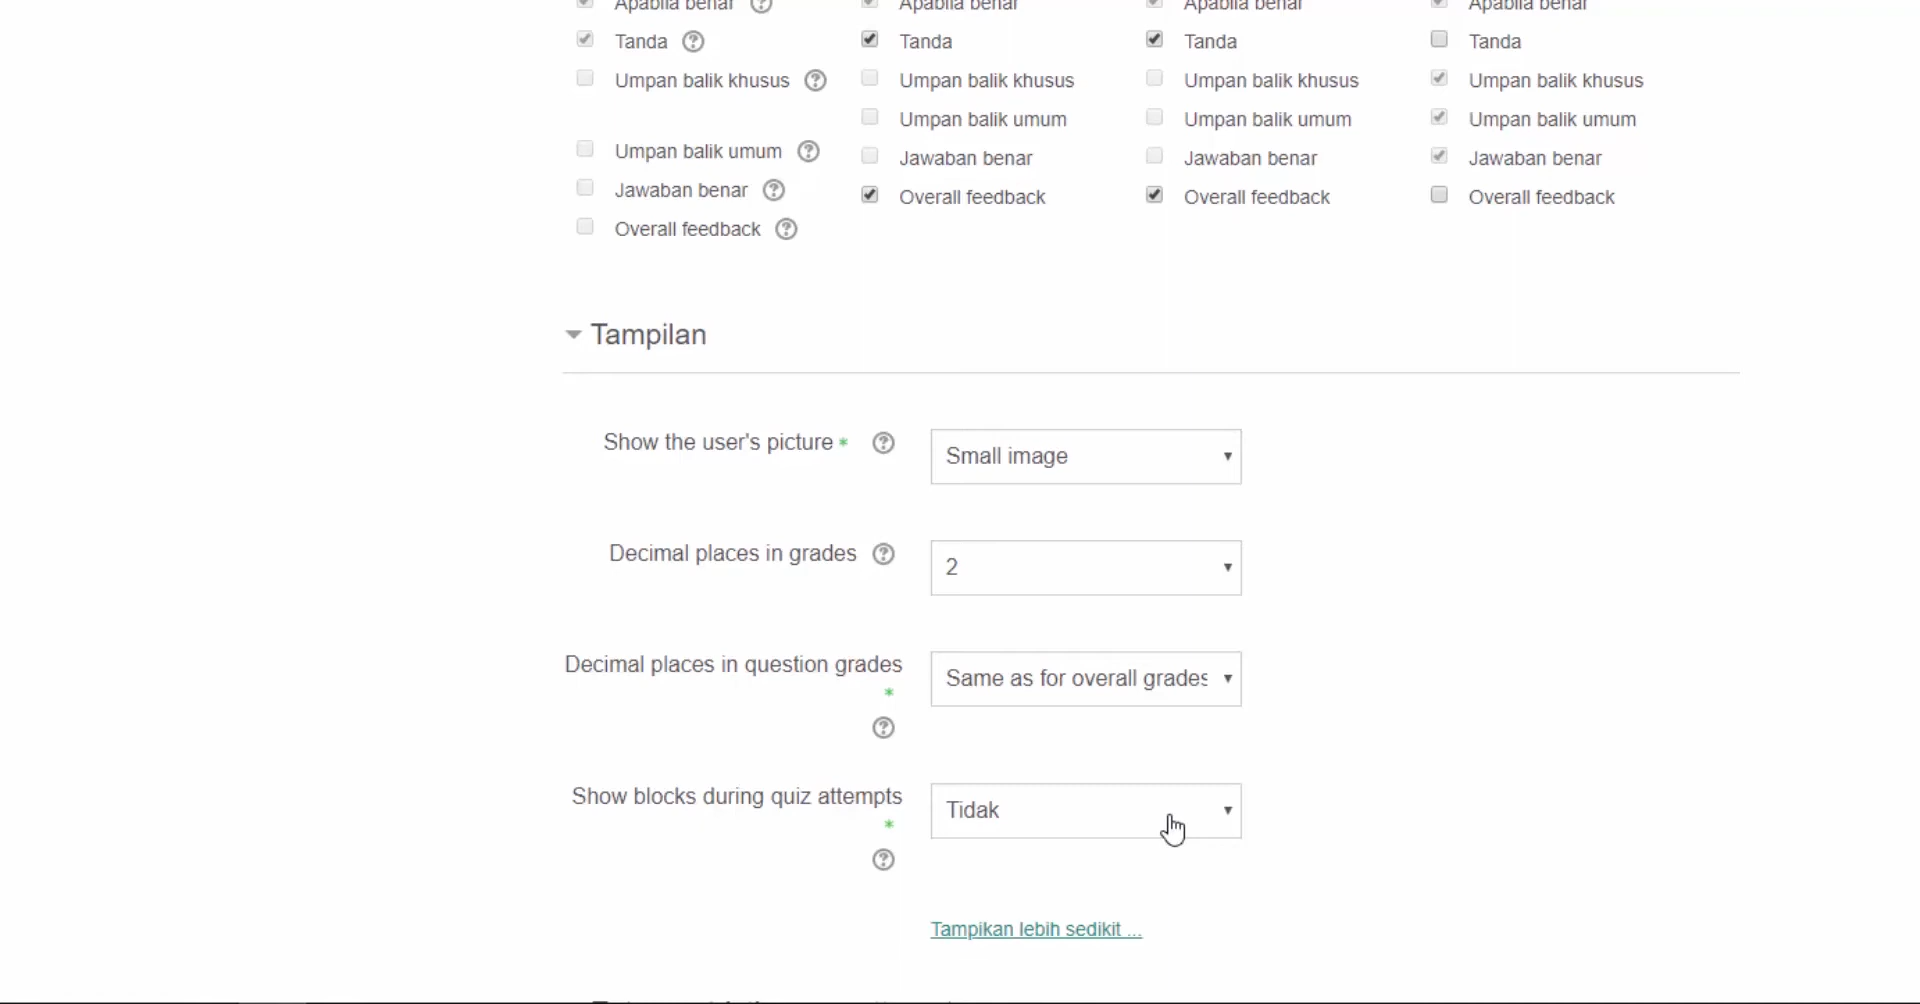 Apabila benar Apabila benar Apabila benar Apabila benar
Tanda Tanda Tanda Tanda
Umpan balik khusus Umpan balik khusus Umpan balik khusus Umpan balik khusus
Umpan balik umum Umpan balik umum Umpan balik umum
Umpan balik umum
Jawaban benar Jawaban benar Jawaban benar
Jawaban benar
Overall feedback Overall feedback Overall feedback
Overall feedback
Tampilan
Show the user's picture *
Small image
Decimal places in grades
2
Decimal places in question grades
*
Same as for overall grades
Show blocks during quiz attempts
*
Tidak
Tampikan lebih sedikit ...